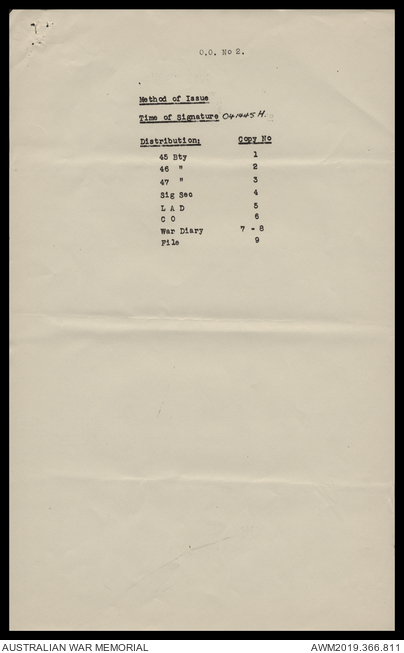 O.O. No 2.
Method of Issue
Time of Signature 041445H.
Distribution: Copy No
45 Bty 1
46 " 2
47 " 3
Sig Sec 4
L A D 5
C O 6
War Diary 7 - 8
File 9
AUSTRALIAN WAR MEMORIAL AWM2019.366.811